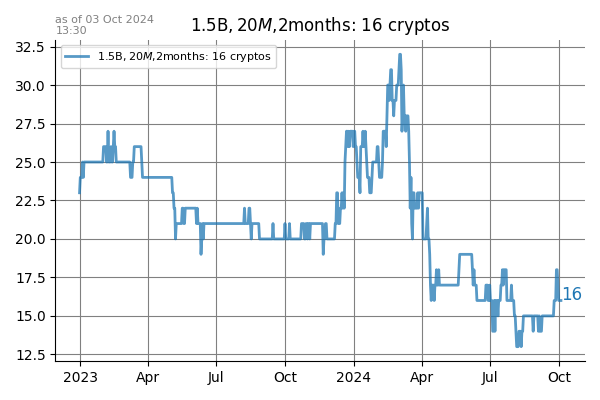 as of 03 Oct 2024
13:30
1.5B, 20M,2months: 16 cryptos
1.5B, 20M,2months: 16 cryptos
32.5
30.0
27.5
25.0
22.5
20.0
17.5
15.0
12.5
16
2023
Apr
Jul
Oct
2024
Apr
Jul
Oct